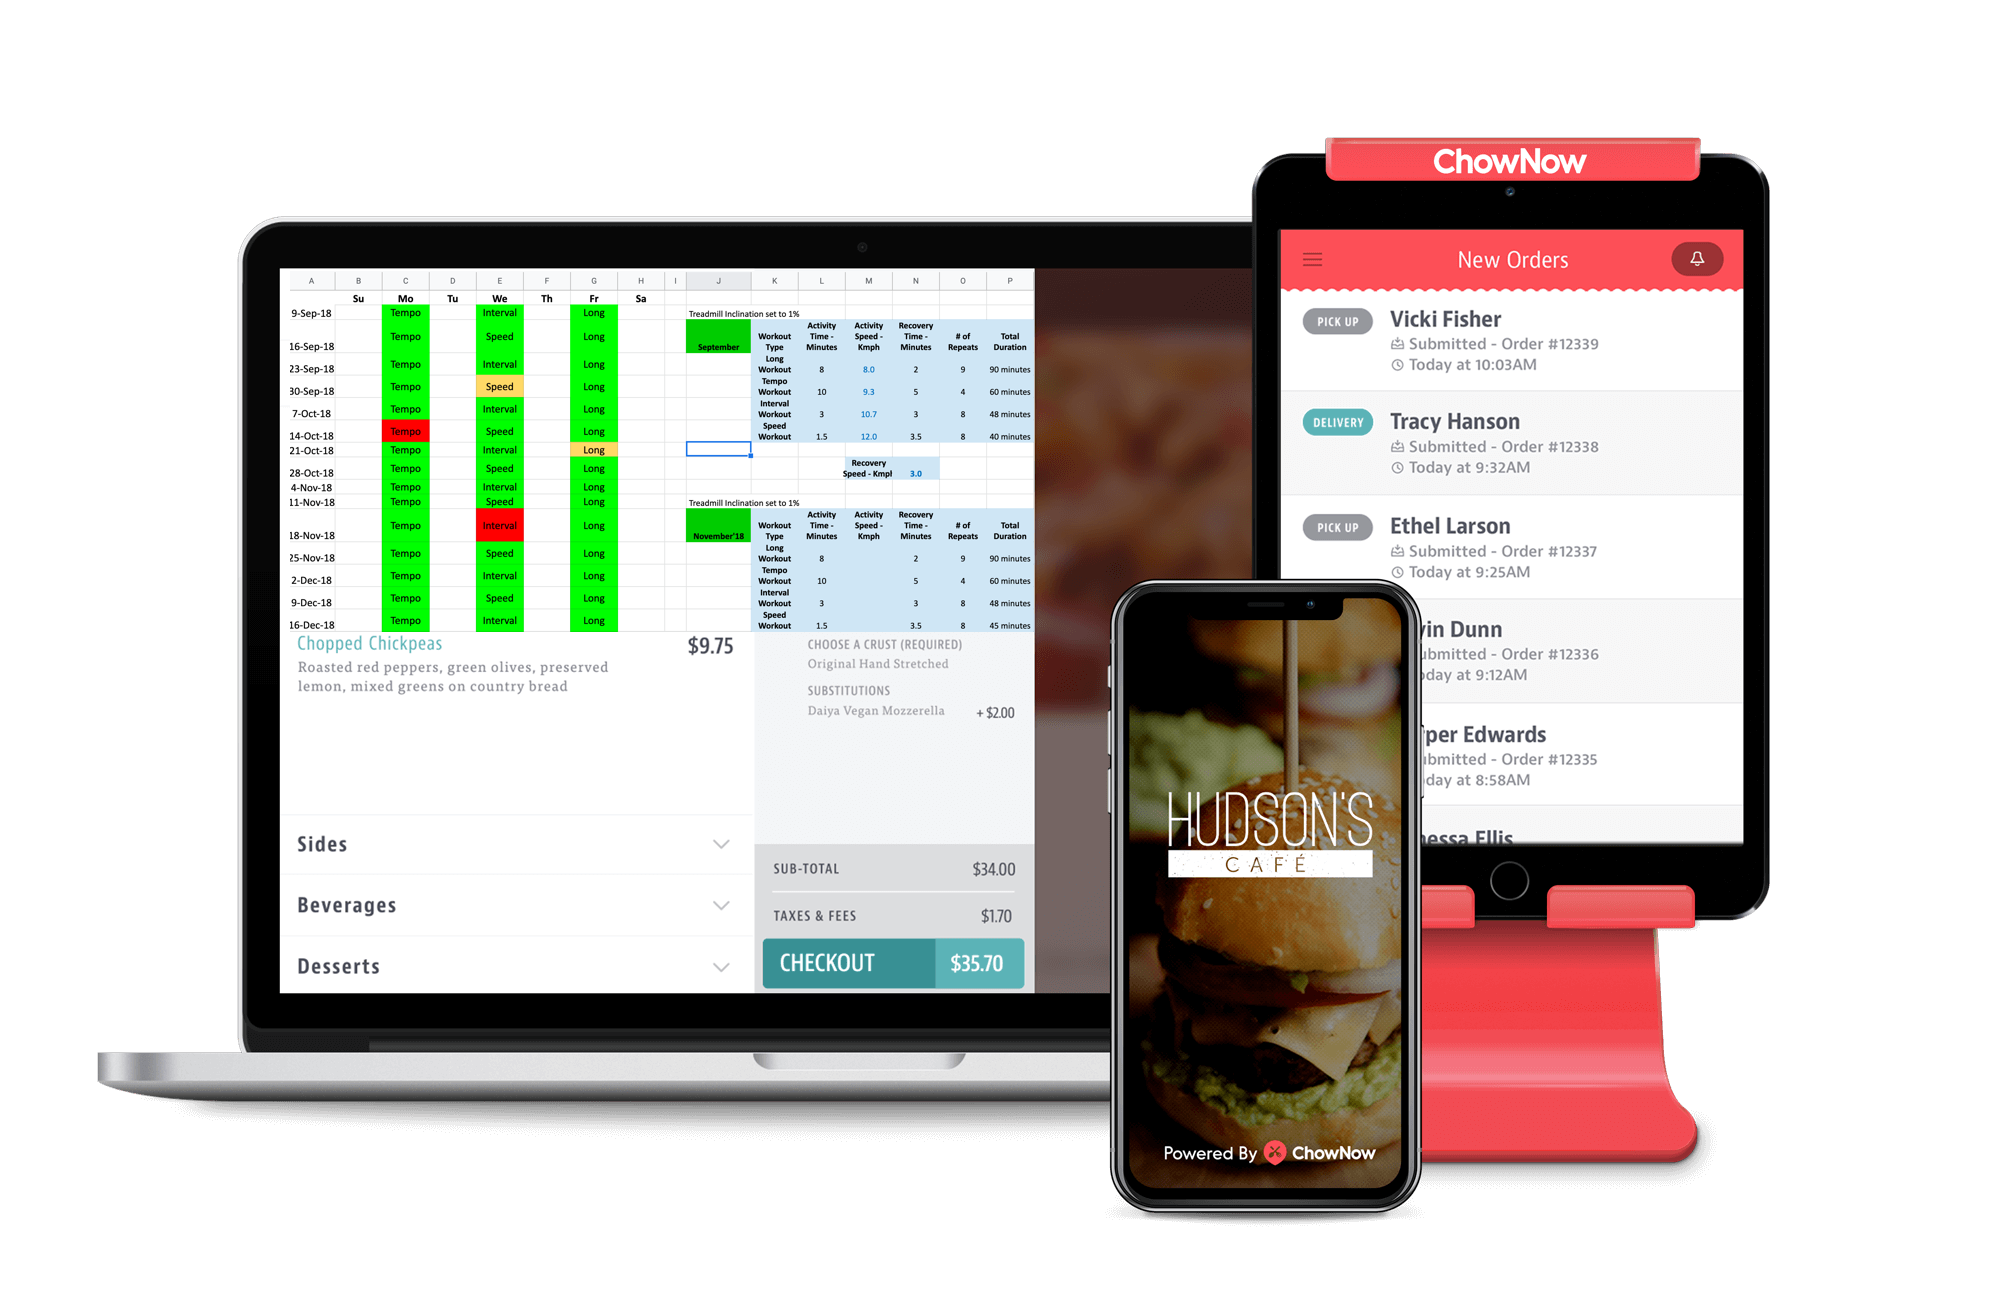 A B C D E F G H I J K L M N O P
Su Mo Tu We Th Fr Sa
9-Sep-18 Tempo Interval Long
16-Sep-18 Tempo Speed Long
23-Sep-18 Tempo Interval Long
30-Sep-18 Tempo Speed Long
7-Oct-18 Tempo Interval Long
14-Oct-18 Tempo Speed Long
21-Oct-18 Tempo Interval Long
28-Oct-18 Tempo Speed Long
4-Nov-18 Tempo Interval Long
11-Nov-18 Tempo Speed Long
18-Nov-18 Tempo Interval Long
25-Nov-18 Tempo Speed Long
2-Dec-18 Tempo Interval Long
9-Dec-18 Tempo Speed Long
16-Dec-18 Tempo Interval Long
Treadmill Inclination set to 1%
September
Workout Type
Activity Time - Minutes
Activity Speed - Kmph
Recovery Time - Minutes
# of Repeats
Total Duration
Long Workout 8 8.0 2 9 90 minutes
Tempo Workout 10 9.3 5 4 60 minutes
Interval Workout 3 10.7 3 8 48 minutes
Speed Workout 1.5 12.0 3.5 8 40 minutes
Recovery
Speed - Kmph 3.0
Treadmill Inclination set to 1%
November'18
Workout Type
Activity Time - Minutes
Activity Speed - Kmph
Recovery Time - Minutes
# of Repeats
Total Duration
Long Workout 8 2 9 90 minutes
Tempo Workout 10 5 4 60 minutes
Interval Workout 3 3 8 48 minutes
Speed Workout 1.5 3.5 8 45 minutes
Chopped Chickpeas $9.75
Roasted red peppers, green olives, preserved
lemon, mixed greens on country bread
Sides
Beverages
Desserts
CHOOSE A CRUST (REQUIRED)
Original Hand Stretched
SUBSTITUTIONS
Daiya Vegan Mozzerella + $2.00
SUB-TOTAL $34.00
TAXES & FEES $1.70
CHECKOUT $35.70
ChowNow
New Orders
PICK UP Vicki Fisher
Submitted - Order #12339
Today at 10:03AM
DELIVERY Tracy Hanson
Submitted - Order #12338
Today at 9:32AM
PICK UP Ethel Larson
Submitted - Order #12337
Today at 9:25AM
vin Dunn
ubmitted - Order #12336
oday at 9:12AM
per Edwards
ubmitted - Order #12335
day at 8:58AM
nessa Ellis
HUDSON'S
CAFÉ
Powered By ChowNow